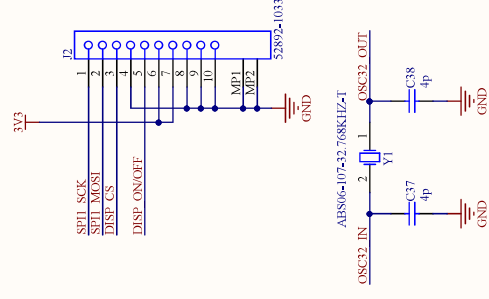 J2
52892-1033
1
2
3
4
5
6
7
8
9
10
MP1
MP2
GND
3V3
SPI1_SCK
SPI1_MOSI
DISP_CS
DISP_ON/OFF
OSC32_OUT
C38
4p
GND
ABS06-107-32.768KHZ-T
1
Y1
2
C37
4p
GND
OSC32_IN